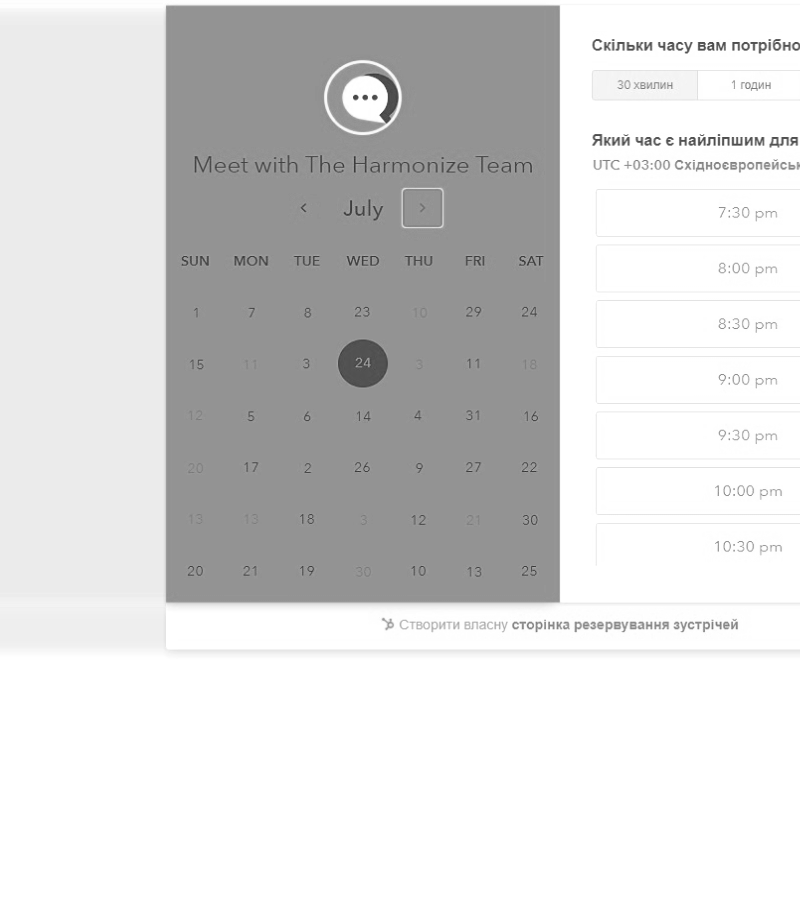 Meet with The Harmonize Team
July
SUN MON TUE WED THU FRI SAT
1 7 8 23 10 29 24
15 11 3 24 3 11 18
12 5 6 14 4 31 16
20 17 2 26 9 27 22
13 13 18 3 12 21 30
20 21 19 30 10 13 25
Скільки часу вам потрібно
30 хвилин 1 годин
Який час є найліпшим для
UTC +03:00 Східноєвропейськ
7:30 pm
8:00 pm
8:30 pm
9:00 pm
9:30 pm
10:00 pm
10:30 pm
Створити власну сторінка резервування зустрічей